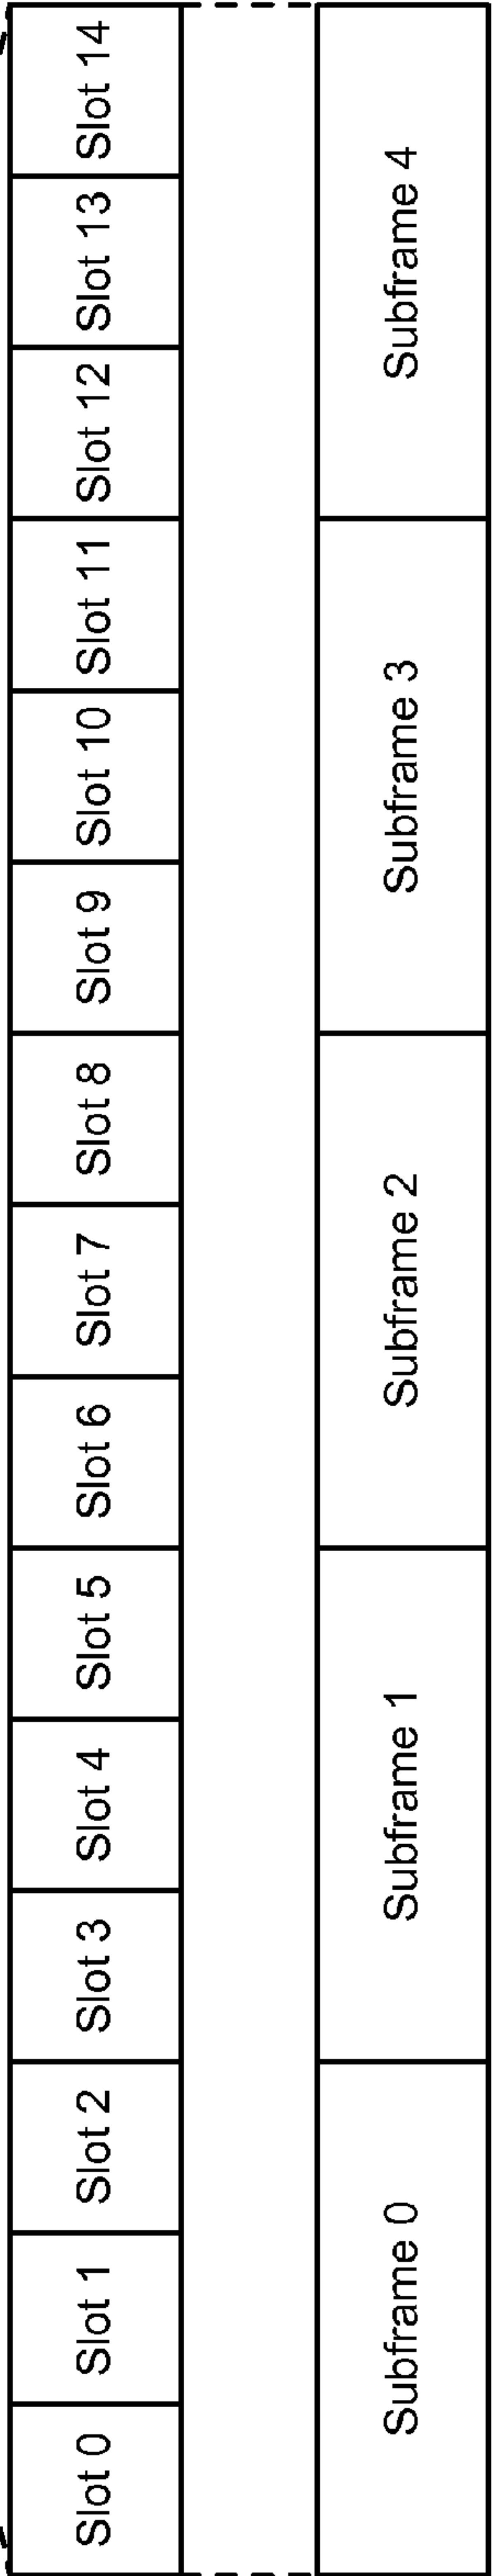 Slot 0
Slot 1
Slot 2
Slot 3
Slot 4
Slot 5
Slot 6
Slot 7
Slot 8
Slot 9
Slot 10
Slot 11
Slot 12
Slot 13
Slot 14
Subframe 0
Subframe 1
Subframe 2
Subframe 3
Subframe 4